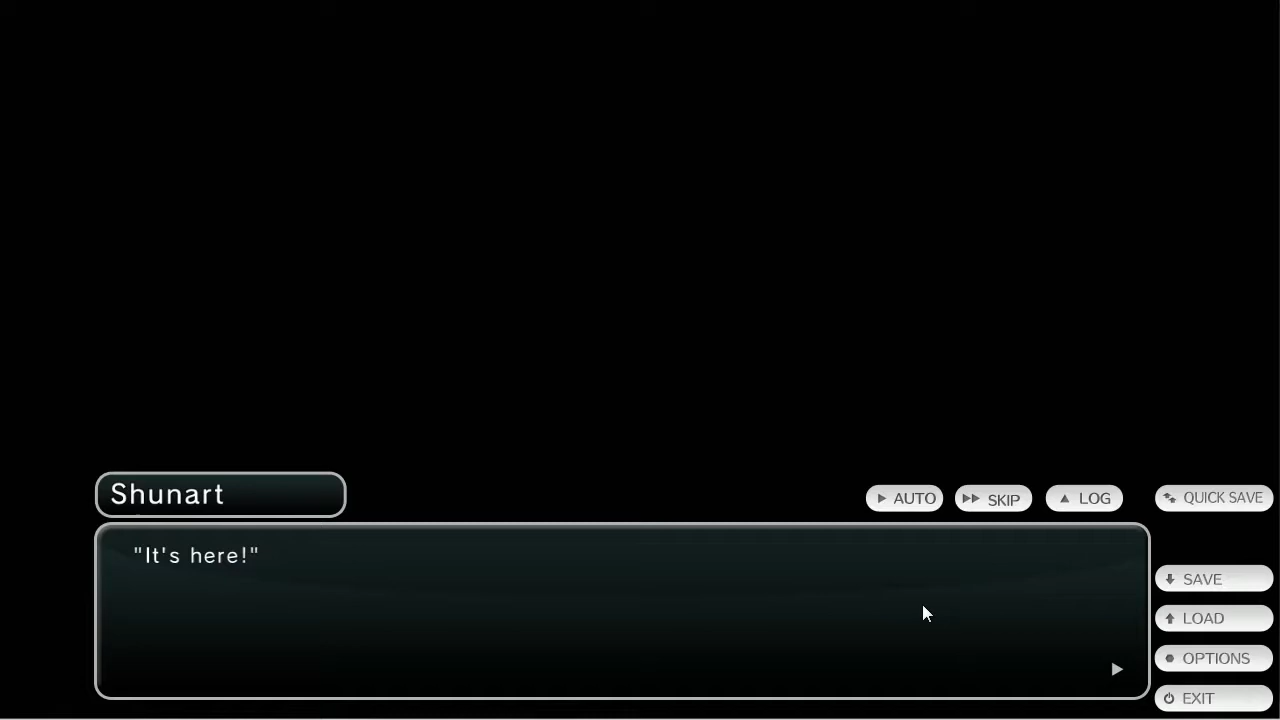 Shunart
AUTO
SKIP
LOG
QUICK SAVE
"It's here!"
SAVE
LOAD
OPTIONS
EXIT